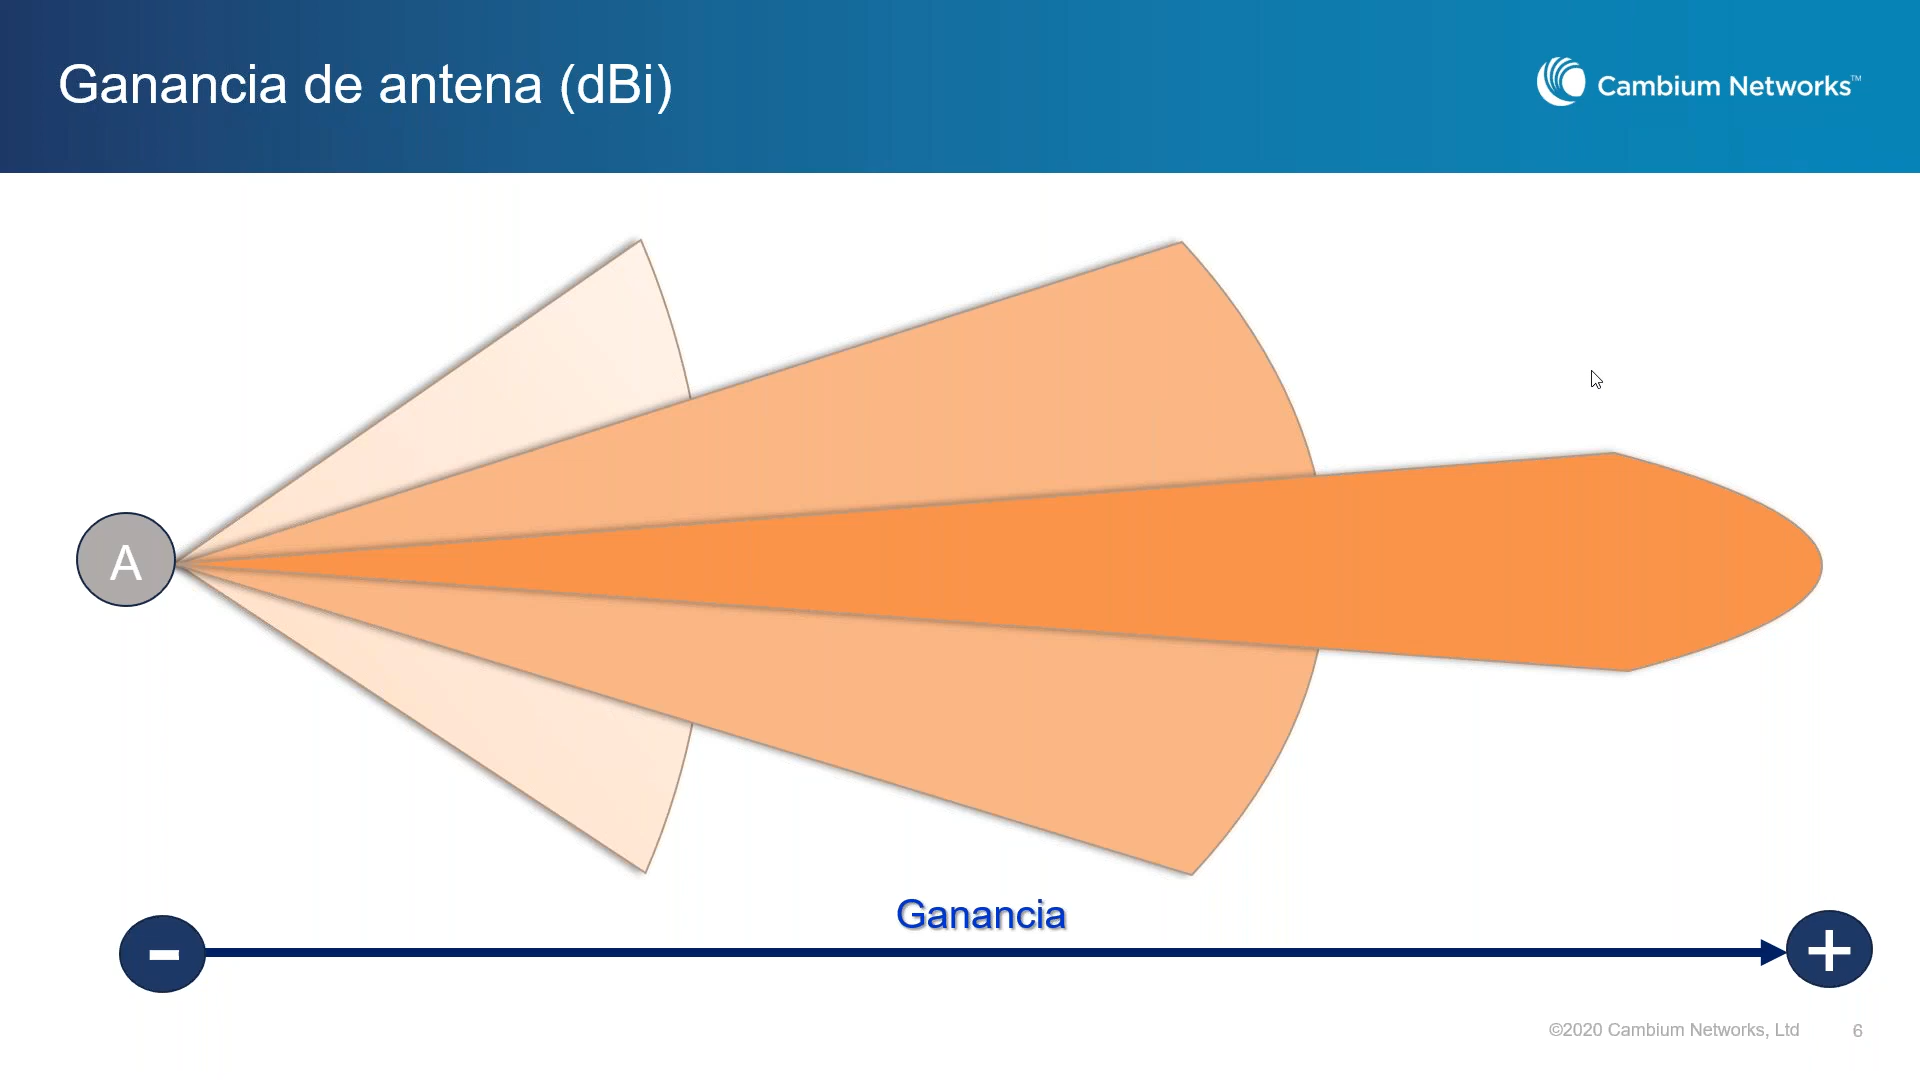 Ganancia de antena (dBi)
Cambium Networks™
A
Ganancia
-
+
©2020 Cambium Networks, Ltd
6